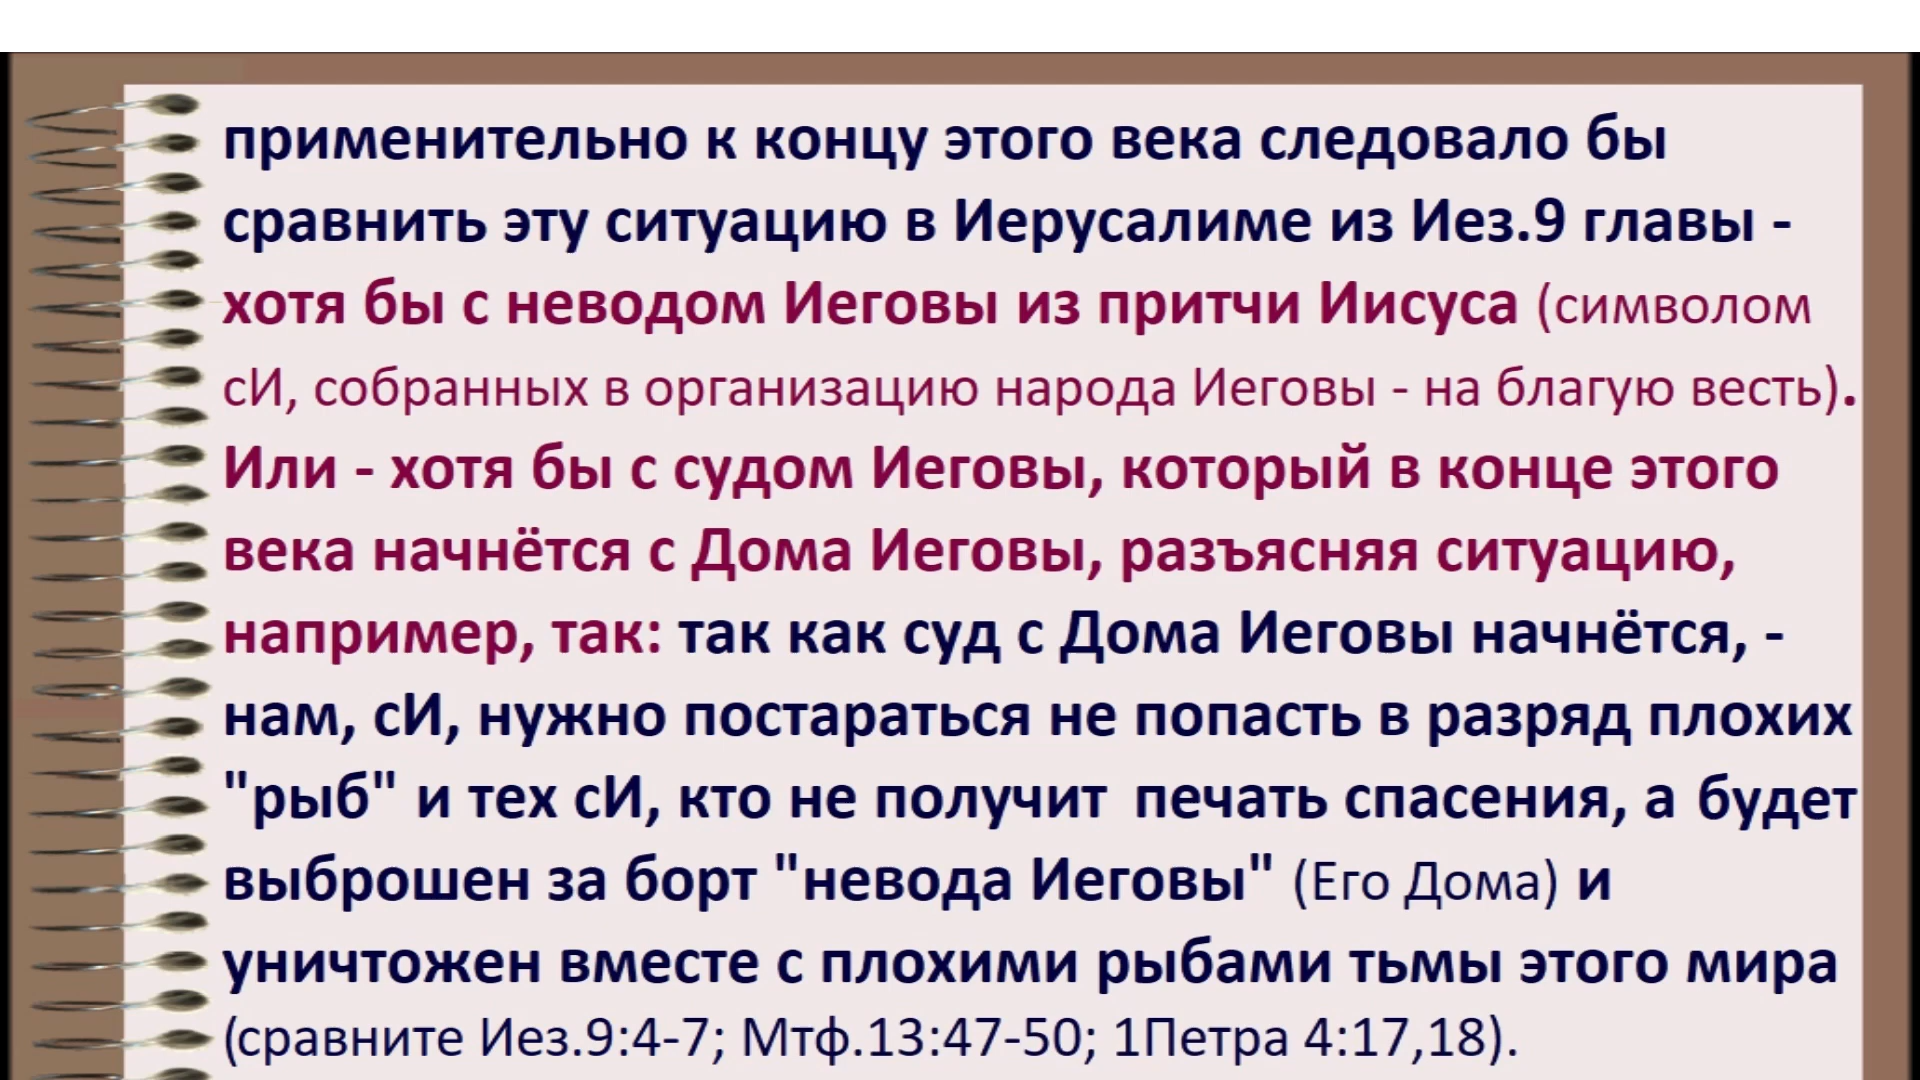 применительно к концу этого века следовало бы
сравнить эту ситуацию в Иерусалиме из Иез.9 главы -
хотя бы с неводом Иеговы из притчи Иисуса (символом
сИ, собранных в организацию народа Иеговы - на благую весть).
Или - хотя бы с судом Иеговы, который в конце этого
века начнётся с Дома Иеговы, разъясняя ситуацию,
например, так: так как суд с Дома Иеговы начнётся, -
нам, сИ, нужно постараться не попасть в разряд плохих
"рыб" и тех сИ, кто не получит печать спасения, а будет
выброшен за борт "невода Иеговы" (Его Дома) и
уничтожен вместе с плохими рыбами тьмы этого мира
(сравните Иез.9:4-7; Мтф.13:47-50; 1Петра 4:17,18).